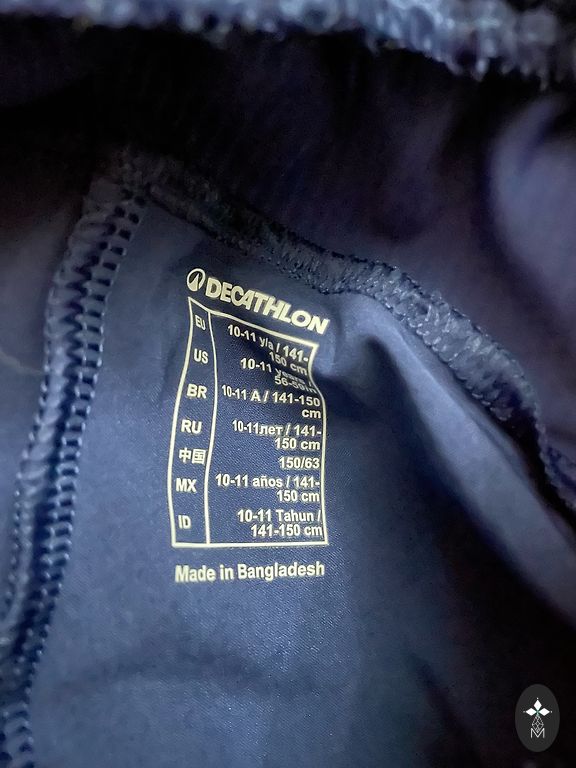 DECATHLON
EU 10-11 y/a / 141-
150 cm
US 10-11 years /
BR 10-11 A / 141-150
cm
RU 10-11лет / 141-
150 cm
中国 150/63
MX 10-11 años / 141-
150 cm
ID 10-11 Tahun /
141-150 cm
Made in Bangladesh
M